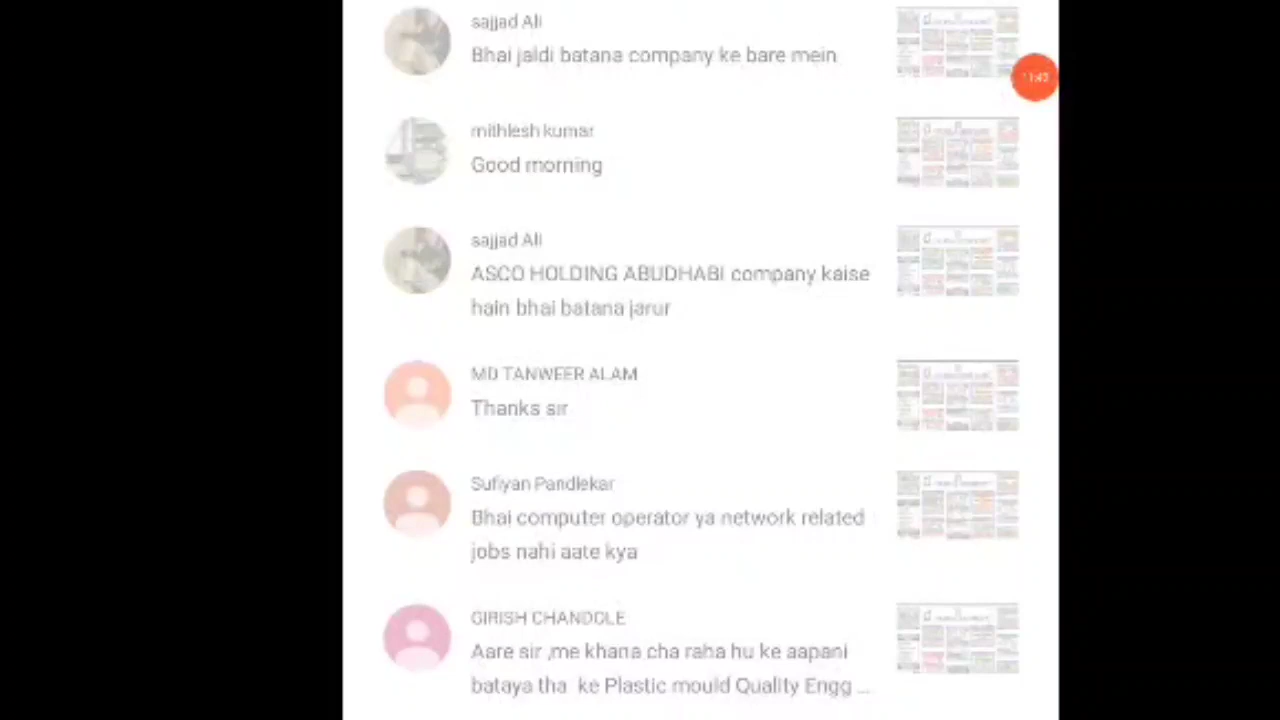 sajjad Ali
Bhai jaldi batana company ke bare mein
11:42
mithlesh kumar
Good morning
sajjad Ali
ASCO HOLDING ABUDHABI company kaise
hain bhai batana jarur
MD TANWEER ALAM
Thanks sir
Sufiyan Pandlekar
Bhai computer operator ya network related
jobs nahi aate kya
GIRISH CHANDOLE
Aare sir ,me khana cha raha hu ke aapani
bataya tha ke Plastic mould Quality Engg ...